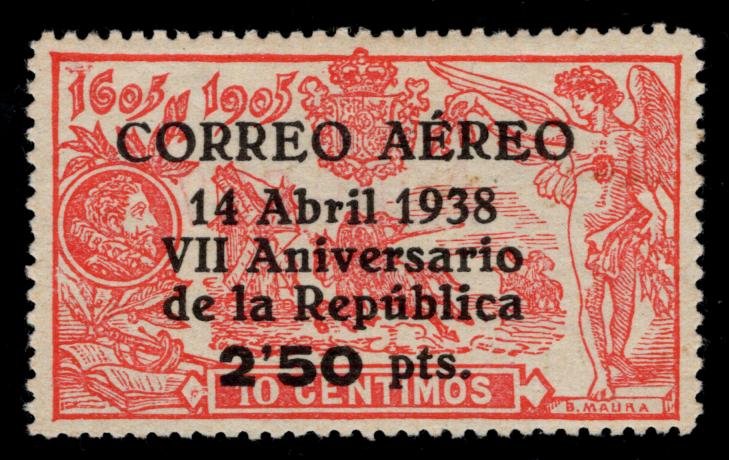 1605 1905
CORREO AÉREO
14 Abril 1938
VII Aniversario
de la República
2'50 pts.
10 CENTIMOS
B. MAURA